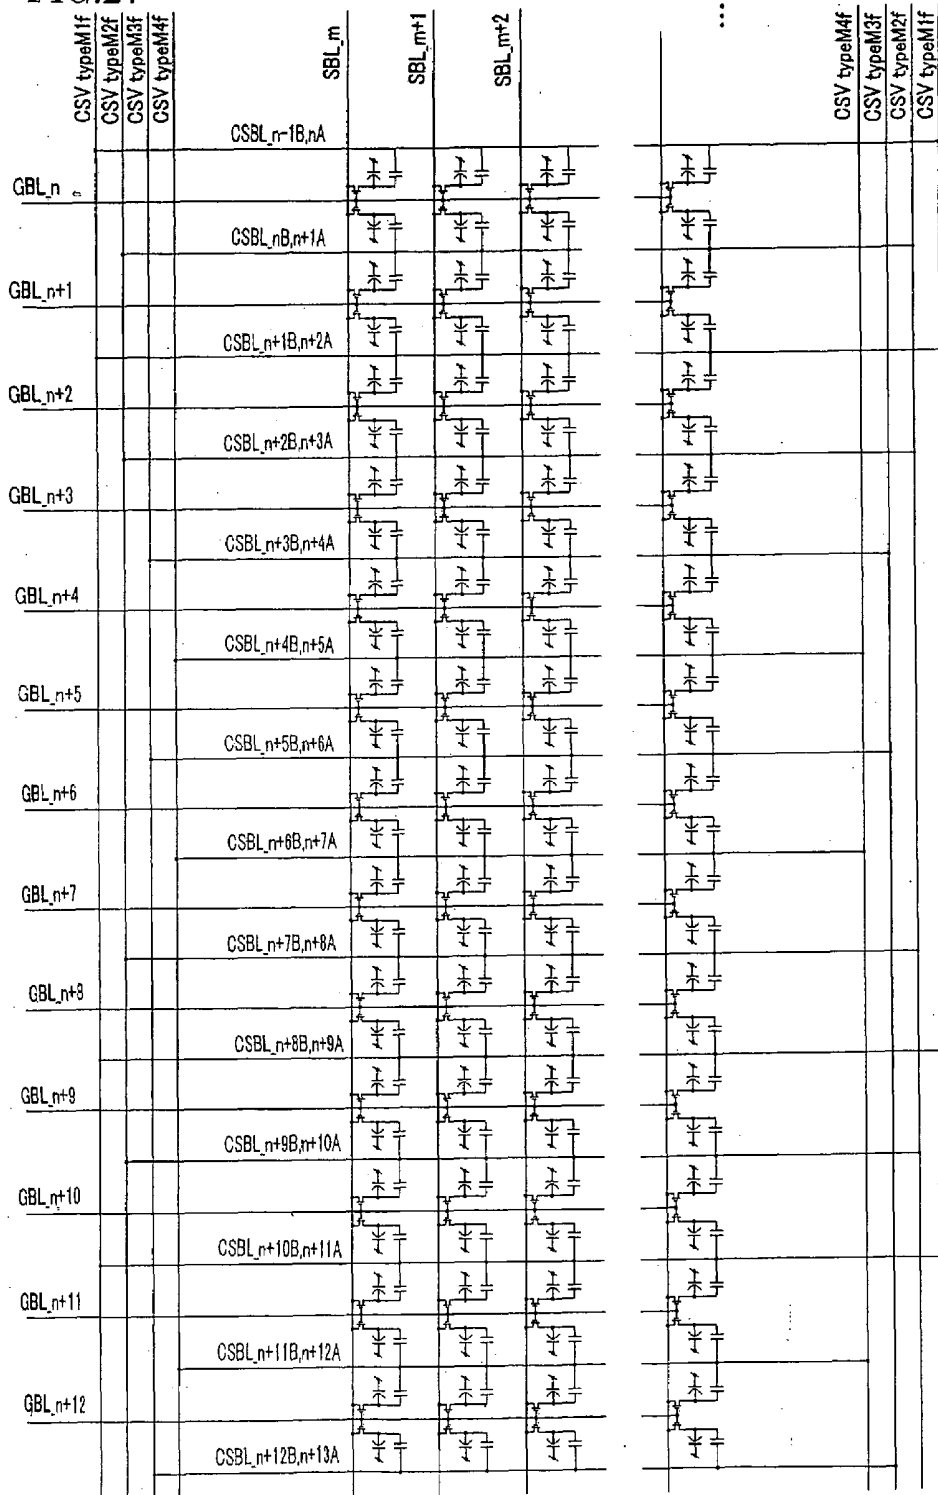 CSV typeM1f
CSV typeM2f
CSV typeM3f
CSV typeM4f
SBL_m
SBL_m+1
SBL_m+2
...
CSV typeM4f
CSV typeM3f
CSV typeM2f
CSV typeM1f
CSBL_n-1B,nA
GBL_n
CSBL_nB,n+1A
GBL_n+1
CSBL_n+1B,n+2A
GBL_n+2
CSBL_n+2B,n+3A
GBL_n+3
CSBL_n+3B,n+4A
GBL_n+4
CSBL_n+4B,n+5A
GBL_n+5
CSBL_n+5B,n+6A
GBL_n+6
CSBL_n+6B,n+7A
GBL_n+7
CSBL_n+7B,n+8A
GBL_n+8
CSBL_n+8B,n+9A
GBL_n+9
CSBL_n+9B,n+10A
GBL_n+10
CSBL_n+10B,n+11A
GBL_n+11
CSBL_n+11B,n+12A
GBL_n+12
CSBL_n+12B,n+13A